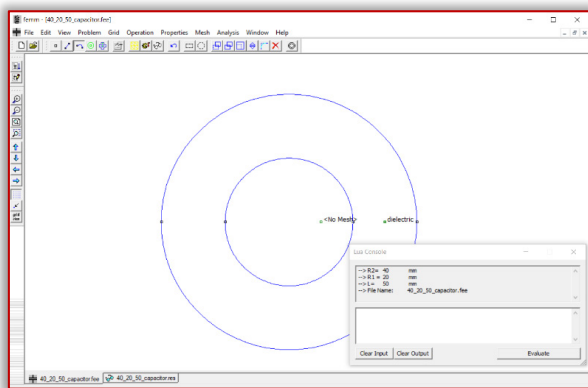 femm - [40_20_50_capacitor.fee]
File Edit View Problem Grid Operation Properties Mesh Analysis Window Help
<No Mesh>
dielectric
Lua Console
--> R2= 40 mm
--> R1 = 20 mm
--> L= 50 mm
--> File Name: 40_20_50_capacitor.fee
Clear Input Clear Output Evaluate
40_20_50_capacitor.fee 40_20_50_capacitor.res